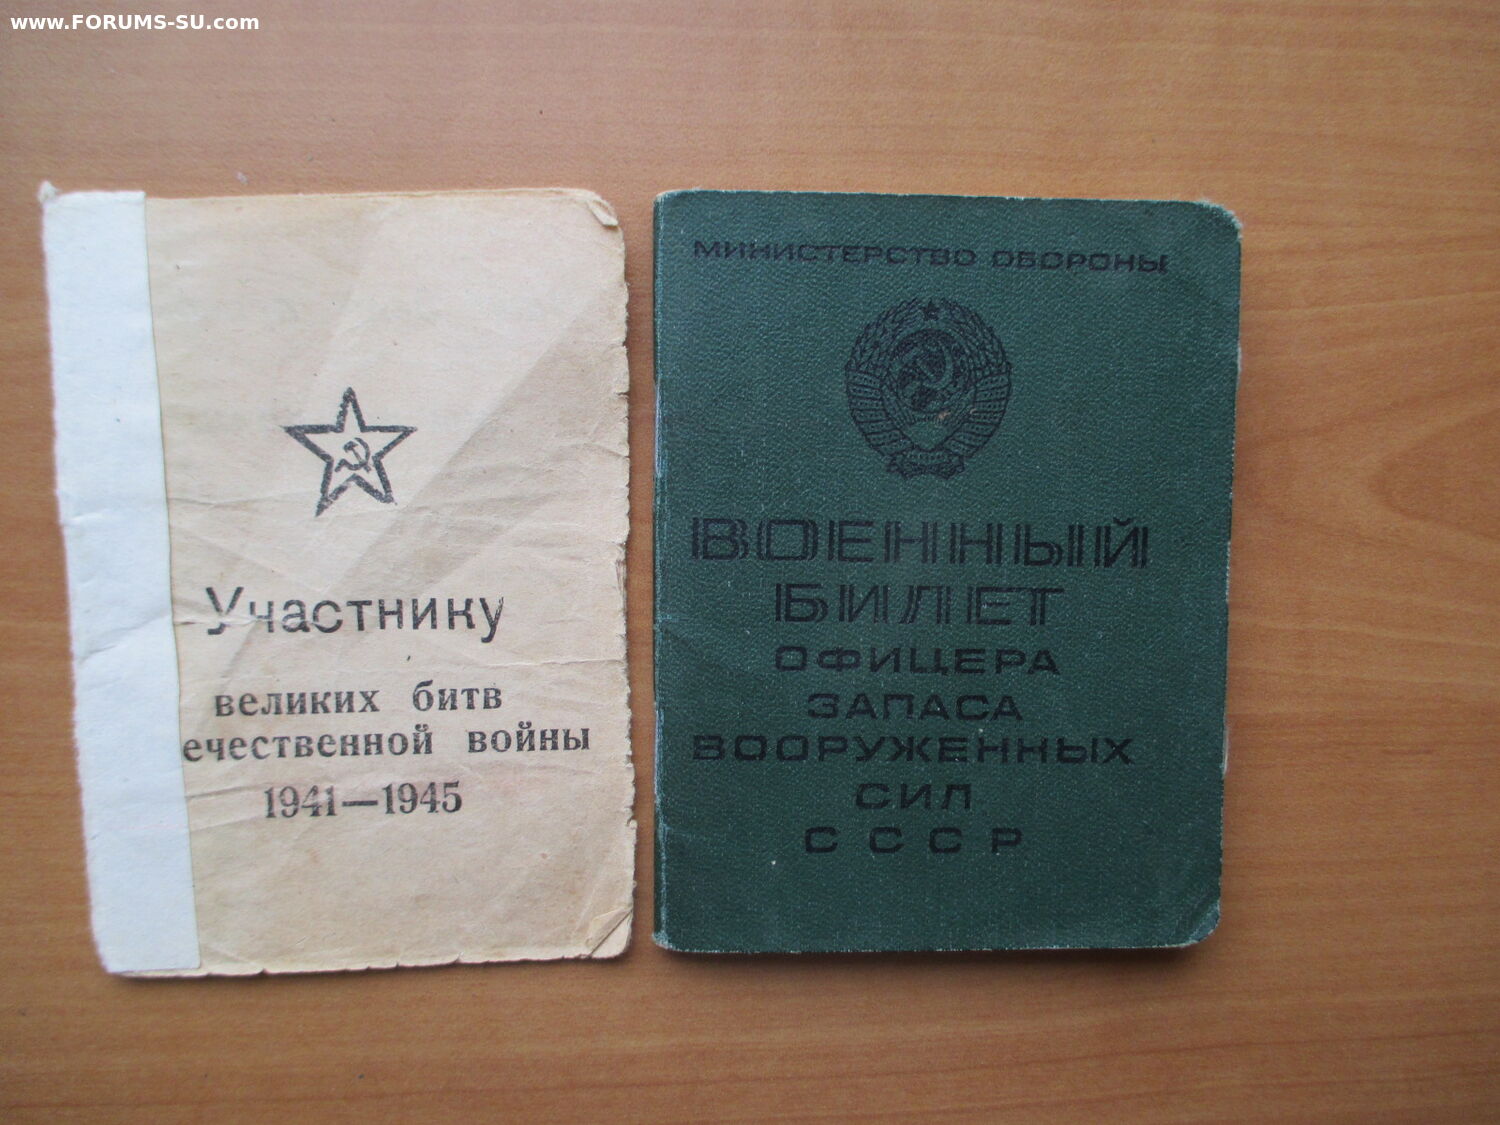 www.FORUMS-SU.com
Участнику
великих битв
ечественной войны
1941—1945
МИНИСТЕРСТВО ОБОРОНЫ
ВОЕННЫЙ
БИЛЕТ
ОФИЦЕРА
ЗАПАСА
ВООРУЖЕННЫХ
СИЛ
СССР